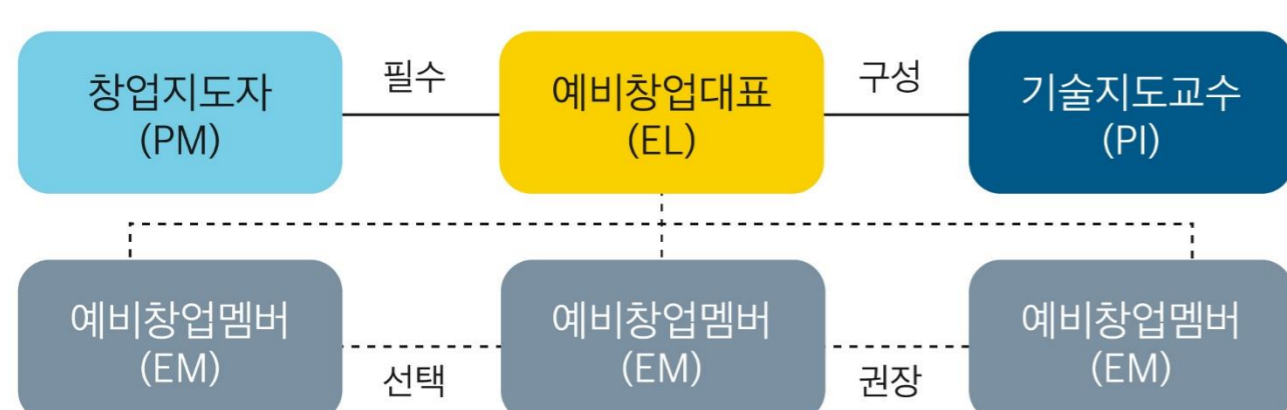 창업지도자
(PM)
필수
예비창업대표
(EL)
구성
기술지도교수
(PI)
예비창업멤버
(EM)
선택
예비창업멤버
(EM)
권장
예비창업멤버
(EM)